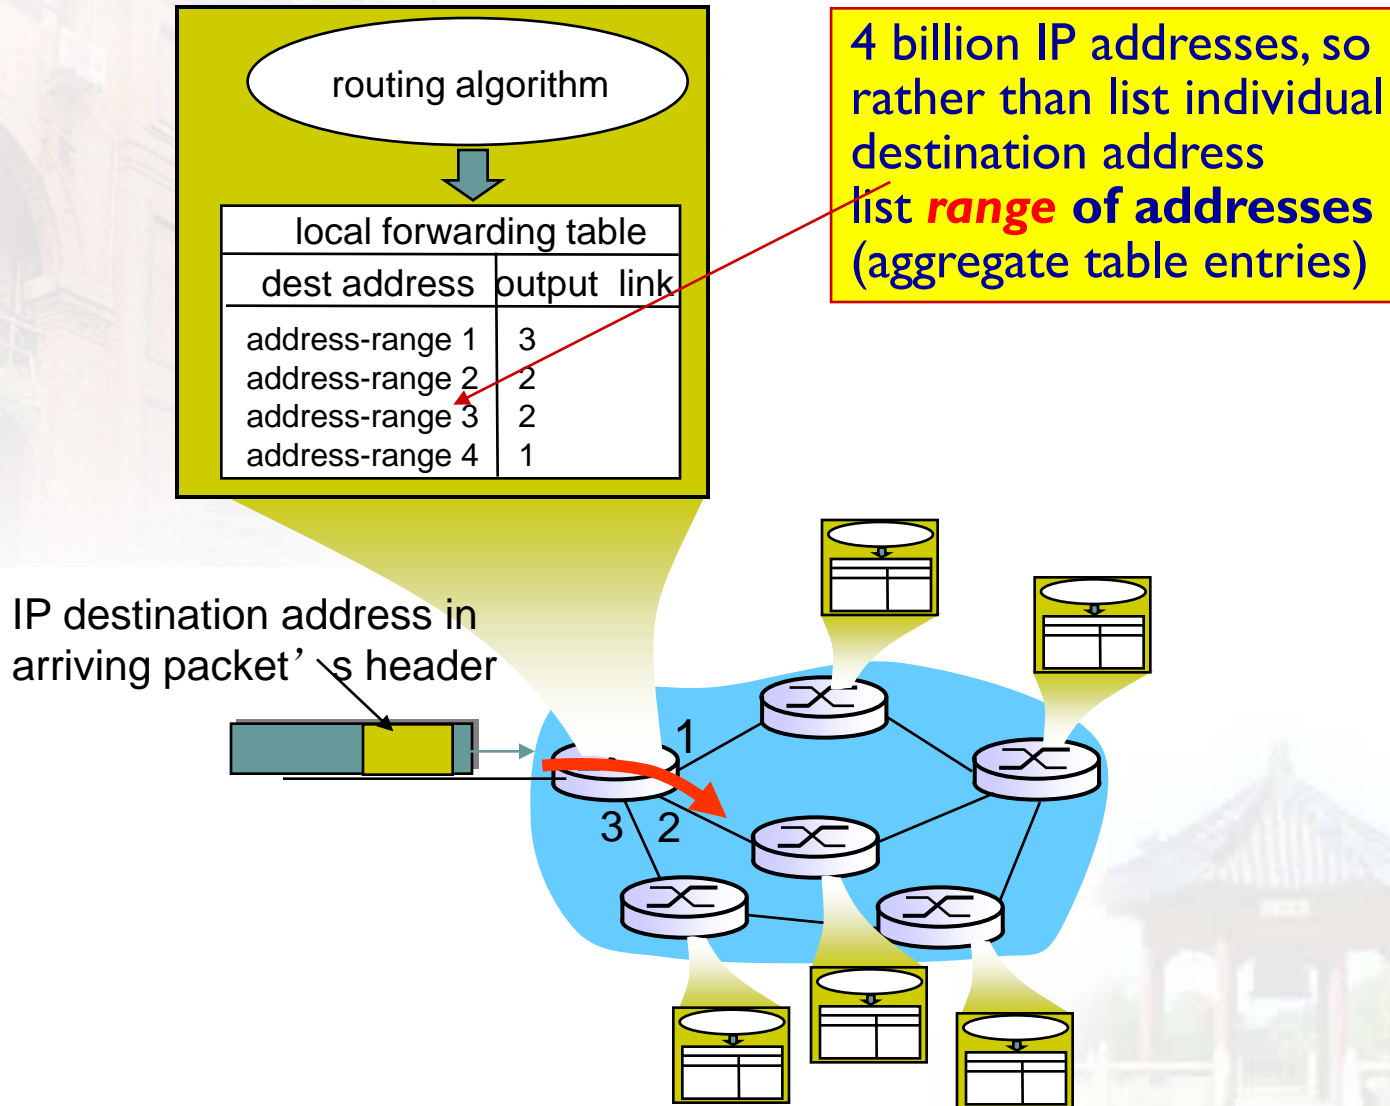 routing algorithm
local forwarding table
dest address output link
address-range 1 3
address-range 2 2
address-range 3 2
address-range 4 1
4 billion IP addresses, so
rather than list individual
destination address
list range of addresses
(aggregate table entries)
IP destination address in
arriving packet’s header
1
3 2